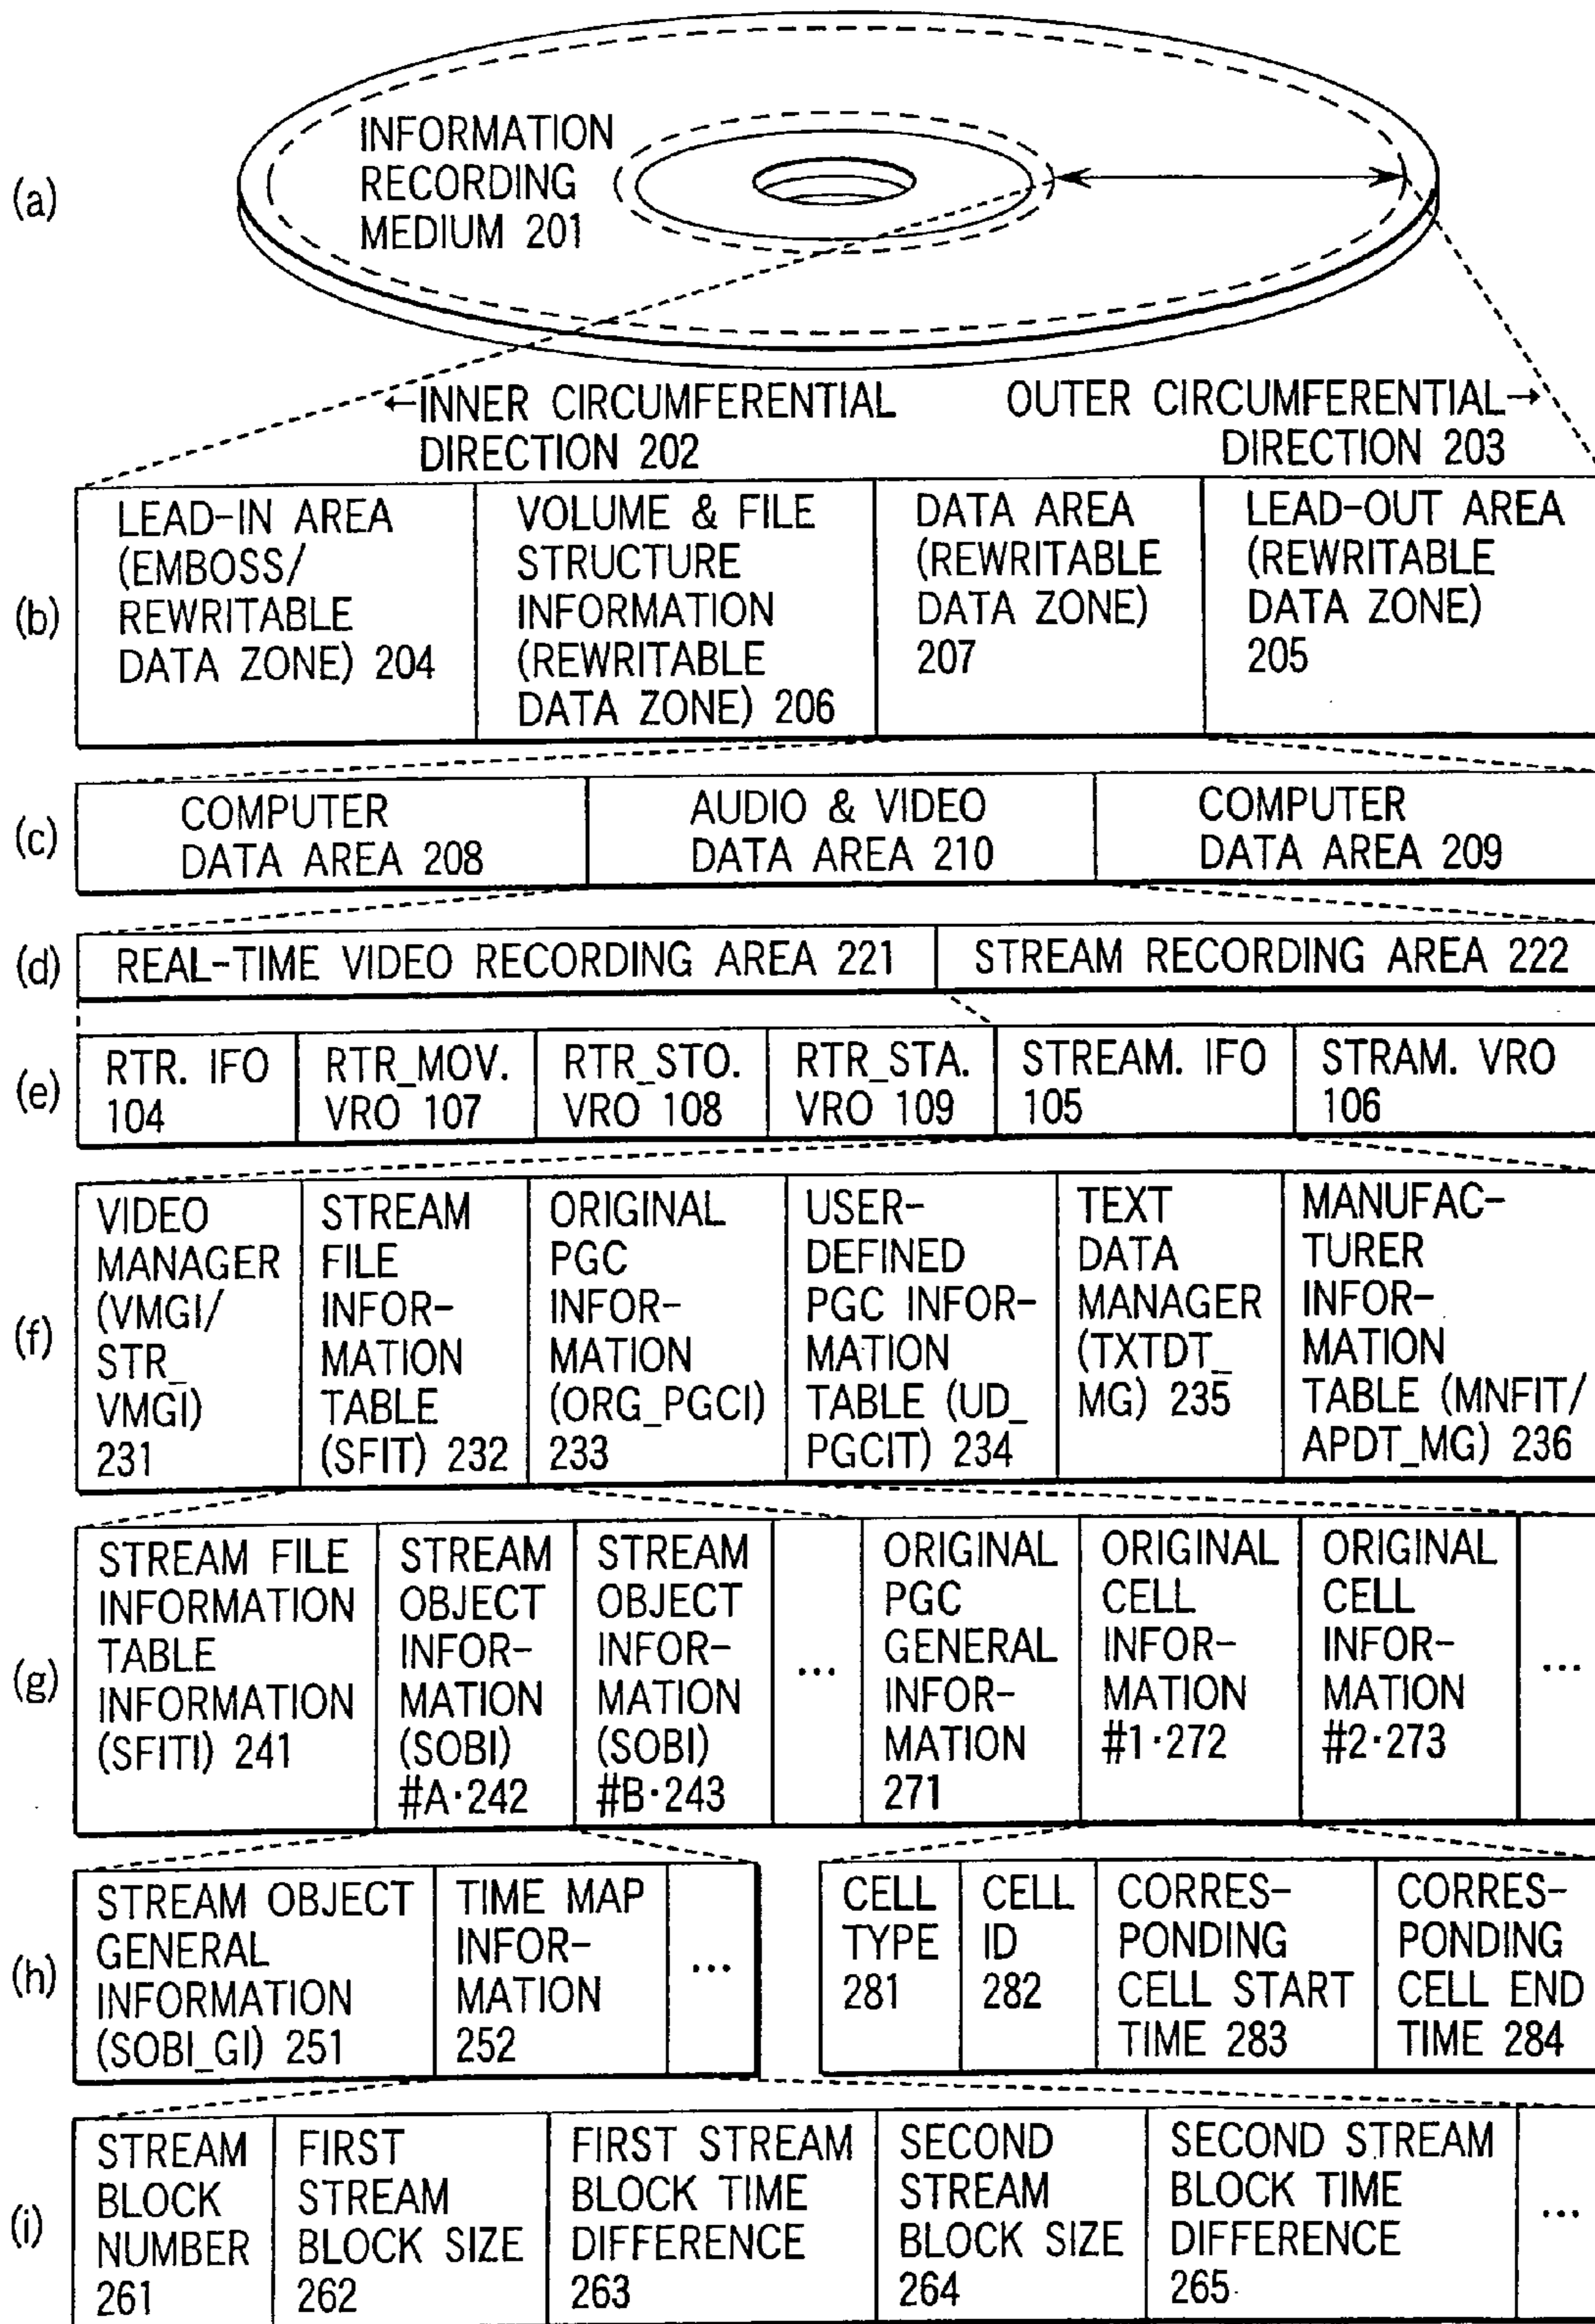 (a)
INFORMATION
RECORDING
MEDIUM 201
←INNER CIRCUMFERENTIAL
DIRECTION 202
OUTER CIRCUMFERENTIAL→
DIRECTION 203
(b)
LEAD-IN AREA
(EMBOSS/
REWRITABLE
DATA ZONE) 204
VOLUME & FILE
STRUCTURE
INFORMATION
(REWRITABLE
DATA ZONE) 206
DATA AREA
(REWRITABLE
DATA ZONE)
207
LEAD-OUT AREA
(REWRITABLE
DATA ZONE)
205
(c)
COMPUTER
DATA AREA 208
AUDIO & VIDEO
DATA AREA 210
COMPUTER
DATA AREA 209
(d)
REAL-TIME VIDEO RECORDING AREA 221
STREAM RECORDING AREA 222
(e)
RTR. IFO
104
RTR_MOV.
VRO 107
RTR_STO.
VRO 108
RTR_STA.
VRO 109
STREAM. IFO
105
STRAM. VRO
106
(f)
VIDEO
MANAGER
(VMGI/
STR_
VMGI)
231
STREAM
FILE
INFOR-
MATION
TABLE
(SFIT) 232
ORIGINAL
PGC
INFOR-
MATION
(ORG_PGCI)
233
USER-
DEFINED
PGC INFOR-
MATION
TABLE (UD_
PGCIT) 234
TEXT
DATA
MANAGER
(TXTDT_
MG) 235
MANUFAC-
TURER
INFOR-
MATION
TABLE (MNFIT/
APDT_MG) 236
(g)
STREAM FILE
INFORMATION
TABLE
INFORMATION
(SFITI) 241
STREAM
OBJECT
INFOR-
MATION
(SOBI)
#A·242
STREAM
OBJECT
INFOR-
MATION
(SOBI)
#B·243
...
ORIGINAL
PGC
GENERAL
INFOR-
MATION
271
ORIGINAL
CELL
INFOR-
MATION
#1·272
ORIGINAL
CELL
INFOR-
MATION
#2·273
...
(h)
STREAM OBJECT
GENERAL
INFORMATION
(SOBI_GI) 251
TIME MAP
INFOR-
MATION
252
...
CELL
TYPE
281
CELL
ID
282
CORRES-
PONDING
CELL START
TIME 283
CORRES-
PONDING
CELL END
TIME 284
(i)
STREAM
BLOCK
NUMBER
261
FIRST
STREAM
BLOCK SIZE
262
FIRST STREAM
BLOCK TIME
DIFFERENCE
263
SECOND
STREAM
BLOCK SIZE
264
SECOND STREAM
BLOCK TIME
DIFFERENCE
265
...